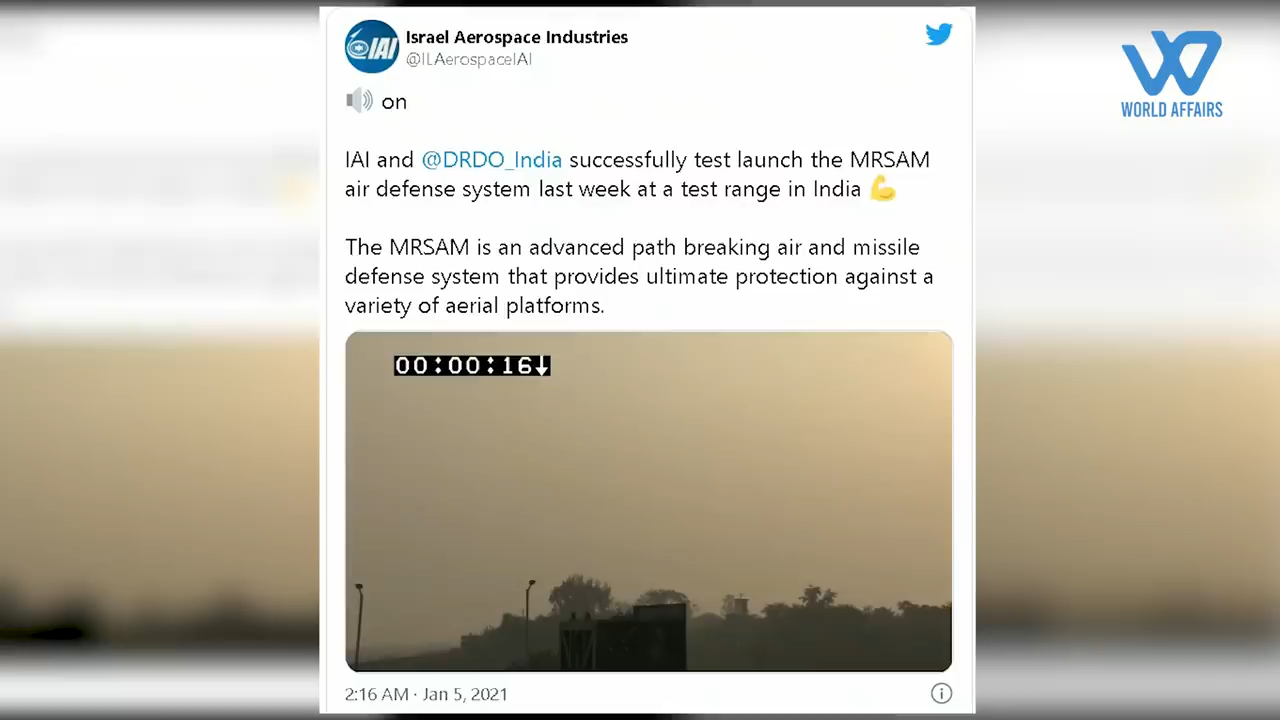 Israel Aerospace Industries
@ILAerospaceIAI
IAI
WORLD AFFAIRS
🔊 on
IAI and @DRDO_India successfully test launch the MRSAM
air defense system last week at a test range in India 💪
The MRSAM is an advanced path breaking air and missile
defense system that provides ultimate protection against a
variety of aerial platforms.
00:00:16↓
2:16 AM · Jan 5, 2021